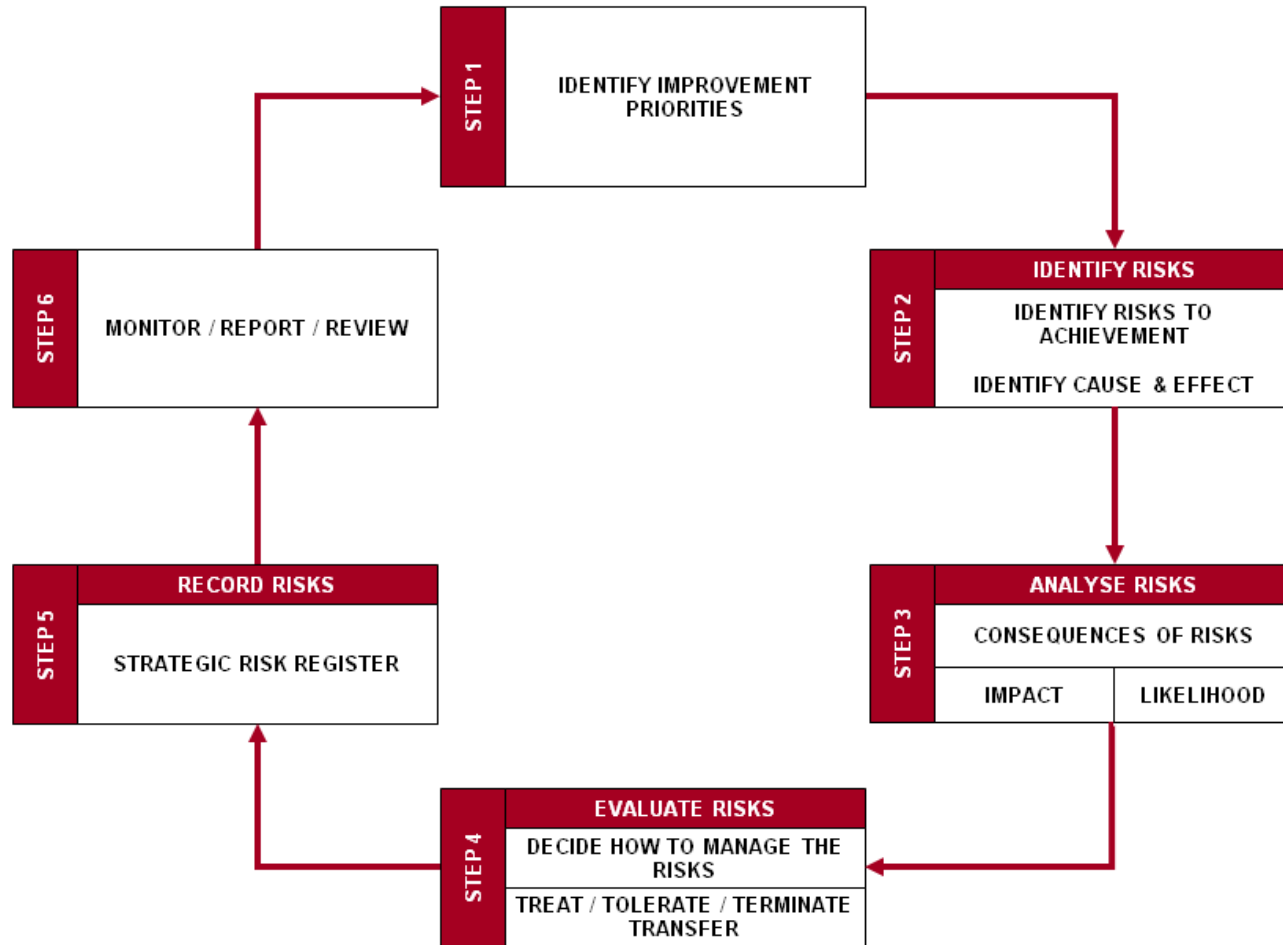 STEP 1
IDENTIFY IMPROVEMENT
PRIORITIES
STEP 2
IDENTIFY RISKS
IDENTIFY RISKS TO
ACHIEVEMENT
IDENTIFY CAUSE & EFFECT
STEP 3
ANALYSE RISKS
CONSEQUENCES OF RISKS
IMPACT
LIKELIHOOD
STEP 4
EVALUATE RISKS
DECIDE HOW TO MANAGE THE
RISKS
TREAT / TOLERATE / TERMINATE
TRANSFER
STEP 5
RECORD RISKS
STRATEGIC RISK REGISTER
STEP 6
MONITOR / REPORT / REVIEW